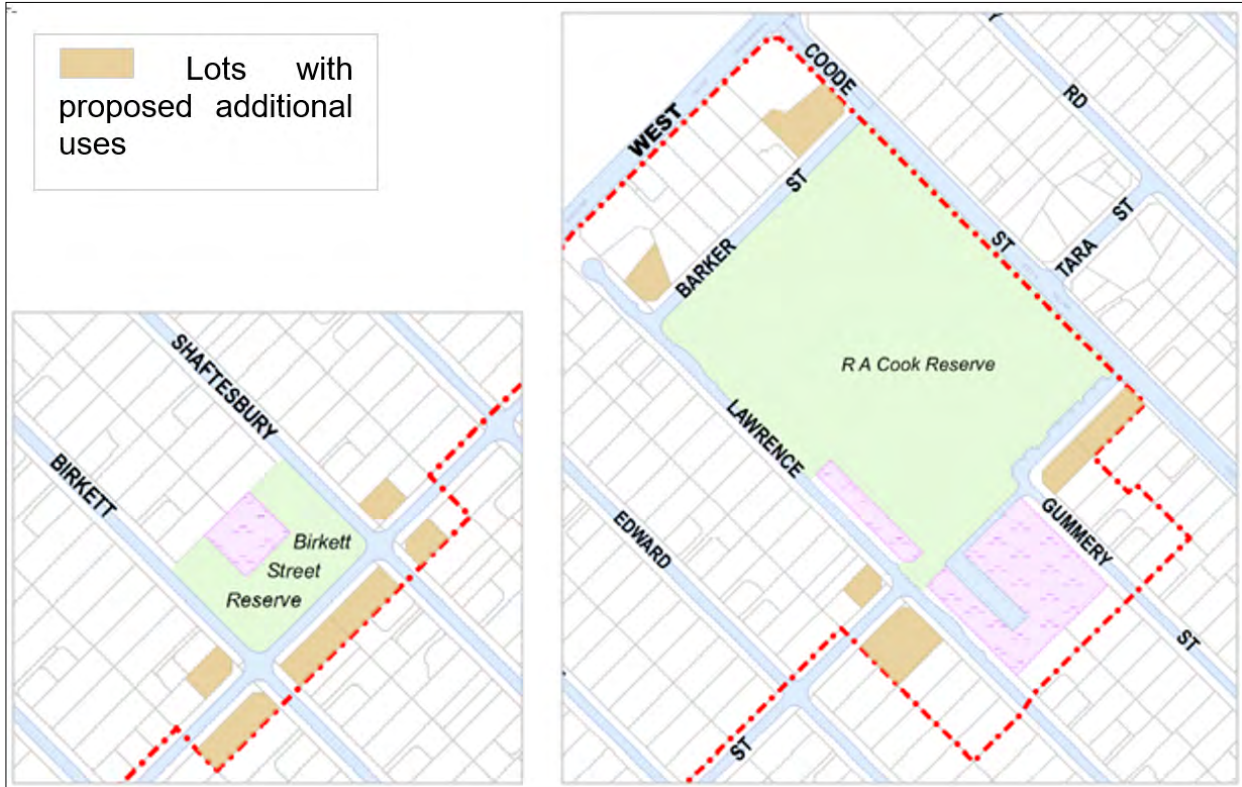 Lots with
proposed additional
uses
WEST
COODE
ST
RD
BARKER
ST
TARA
ST
R A Cook Reserve
LAWRENCE
EDWARD
ST
GUMMERY
ST
SHAFTESBURY
BIRKETT
Birkett
Street
Reserve